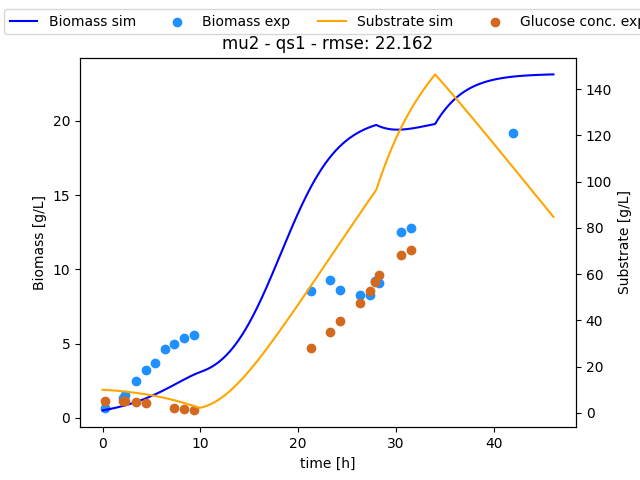 Biomass sim Biomass exp Substrate sim Glucose conc. exp
mu2 - qs1 - rmse: 22.162
Biomass [g/L]
0 5 10 15 20
0 10 20 30 40
time [h]
0 20 40 60 80 100 120 140
Substrate [g/L]